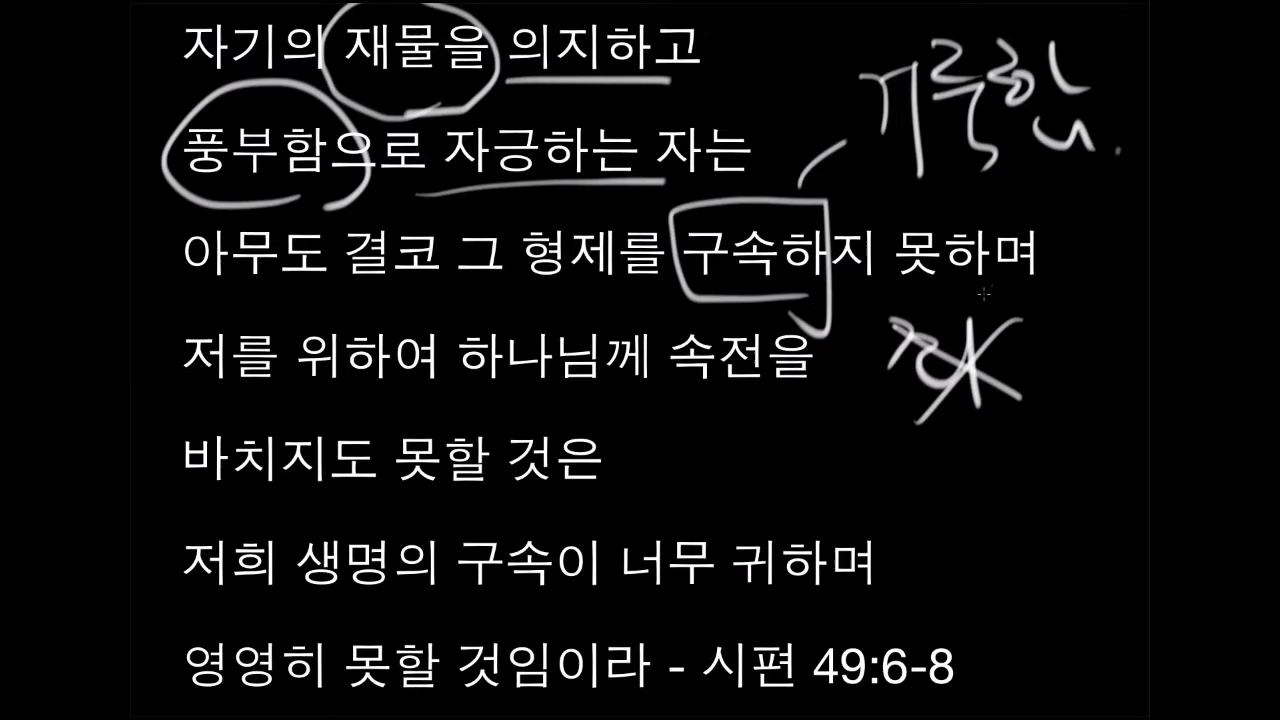 자기의 재물을 의지하고
풍부함으로 자긍하는 자는
아무도 결코 그 형제를 구속하지 못하며
저를 위하여 하나님께 속전을
바치지도 못할 것은
저희 생명의 구속이 너무 귀하며
영영히 못할 것임이라 - 시편 49:6-8
거룩한